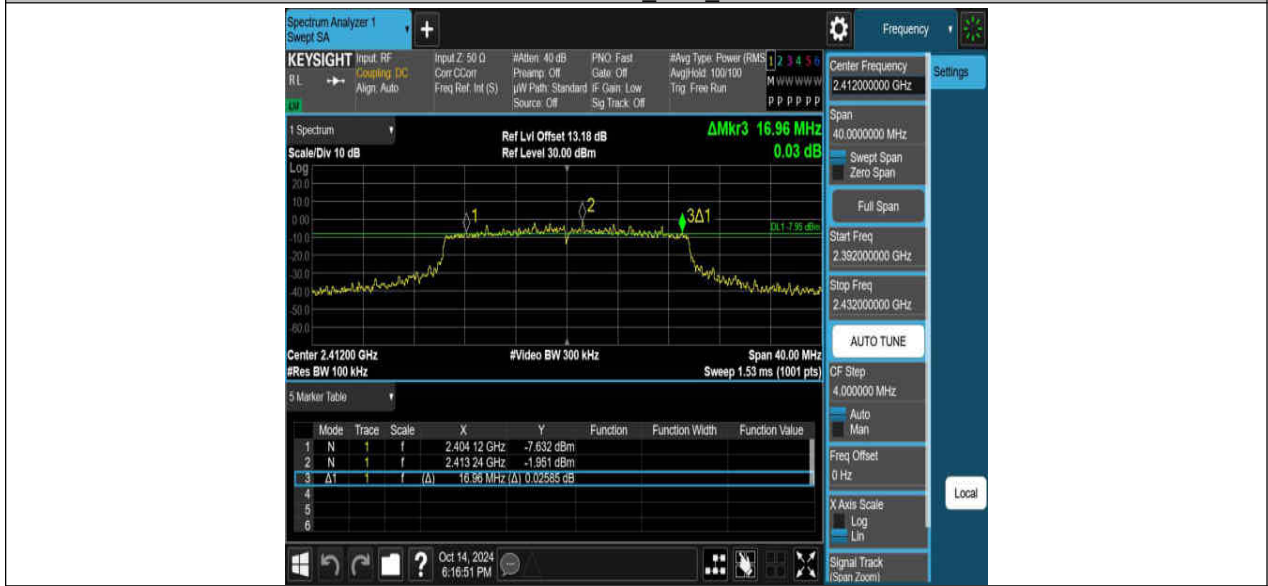 Spectrum Analyzer 1
Swept SA
+
Frequency
KEYSIGHT Input: RF Input Z: 50 Ω #Atten: 40 dB PNO: Fast #Avg Type: Power (RMS 1 2 3 4 5 6
RL Coupling: DC Corr CCorr Preamp: Off Gate: Off Avg|Hold: 100/100 M W W W W W
Align: Auto Freq Ref: Int (S) µW Path: Standard IF Gain: Low Trig: Free Run
Source: Off Sig Track: Off P P P P P P
1 Spectrum
Ref Lvl Offset 13.18 dB ΔMkr3 16.96 MHz
Scale/Div 10 dB Ref Level 30.00 dBm 0.03 dB
Log
20.0
10.0
0.00
-10.0
-20.0
-30.0
-40.0
-50.0
-60.0
1
2
3Δ1
DL1 -7.95 dBm
Center 2.41200 GHz #Video BW 300 kHz Span 40.00 MHz
#Res BW 100 kHz Sweep 1.53 ms (1001 pts)
5 Marker Table
Mode Trace Scale X Y Function Function Width Function Value
1 N 1 f 2.404 12 GHz -7.632 dBm
2 N 1 f 2.413 24 GHz -1.951 dBm
3 Δ1 1 f (Δ) 16.96 MHz (Δ) 0.02585 dB
4
5
6
?
Oct 14, 2024
6:16:51 PM
Center Frequency
2.412000000 GHz
Settings
Span
40.0000000 MHz
Swept Span
Zero Span
Full Span
Start Freq
2.392000000 GHz
Stop Freq
2.432000000 GHz
AUTO TUNE
CF Step
4.000000 MHz
Auto
Man
Freq Offset
0 Hz
Local
X Axis Scale
Log
Lin
Signal Track
(Span Zoom)